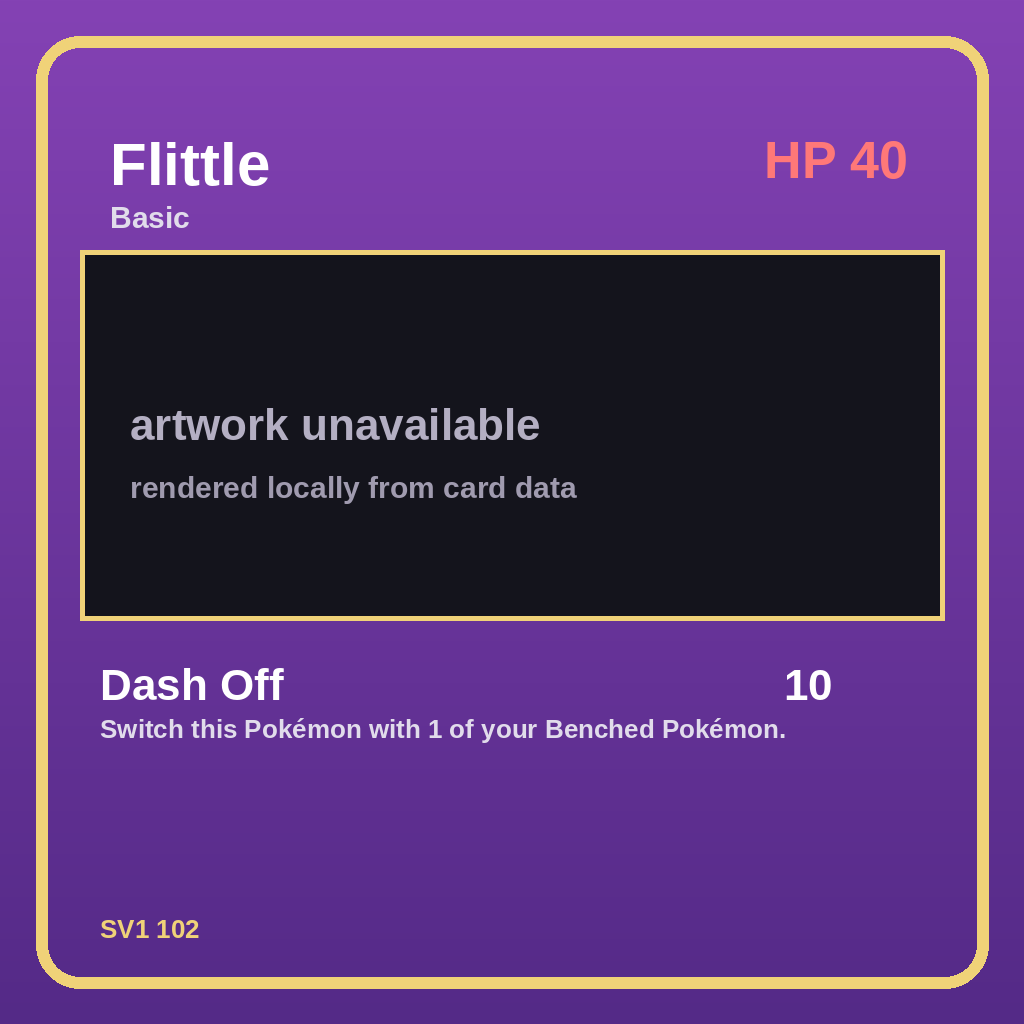 Flittle
HP 40
Basic
artwork unavailable
rendered locally from card data
Dash Off
10
Switch this Pokémon with 1 of your Benched Pokémon.
SV1 102